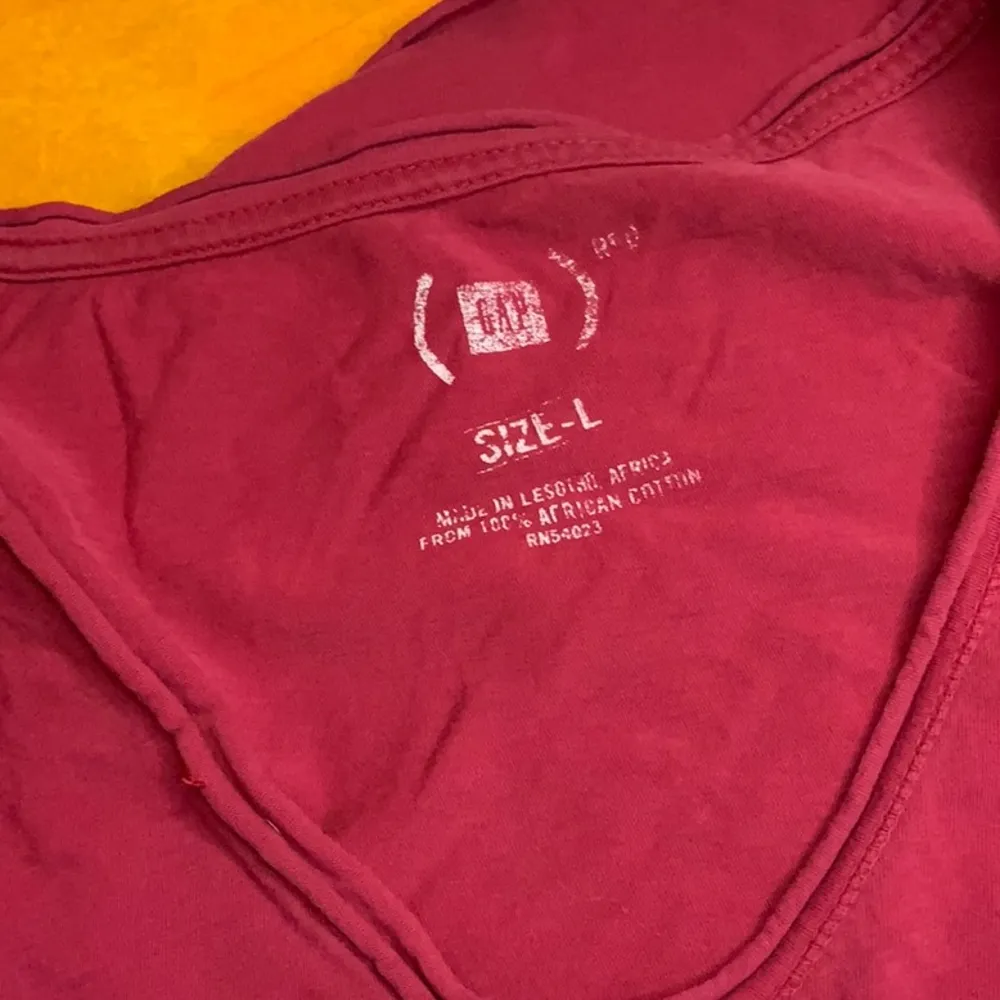 ( GAP ) RED
SIZE-L
MADE IN LESOTHO, AFRICA
FROM 100% AFRICAN COTTON
RN54023